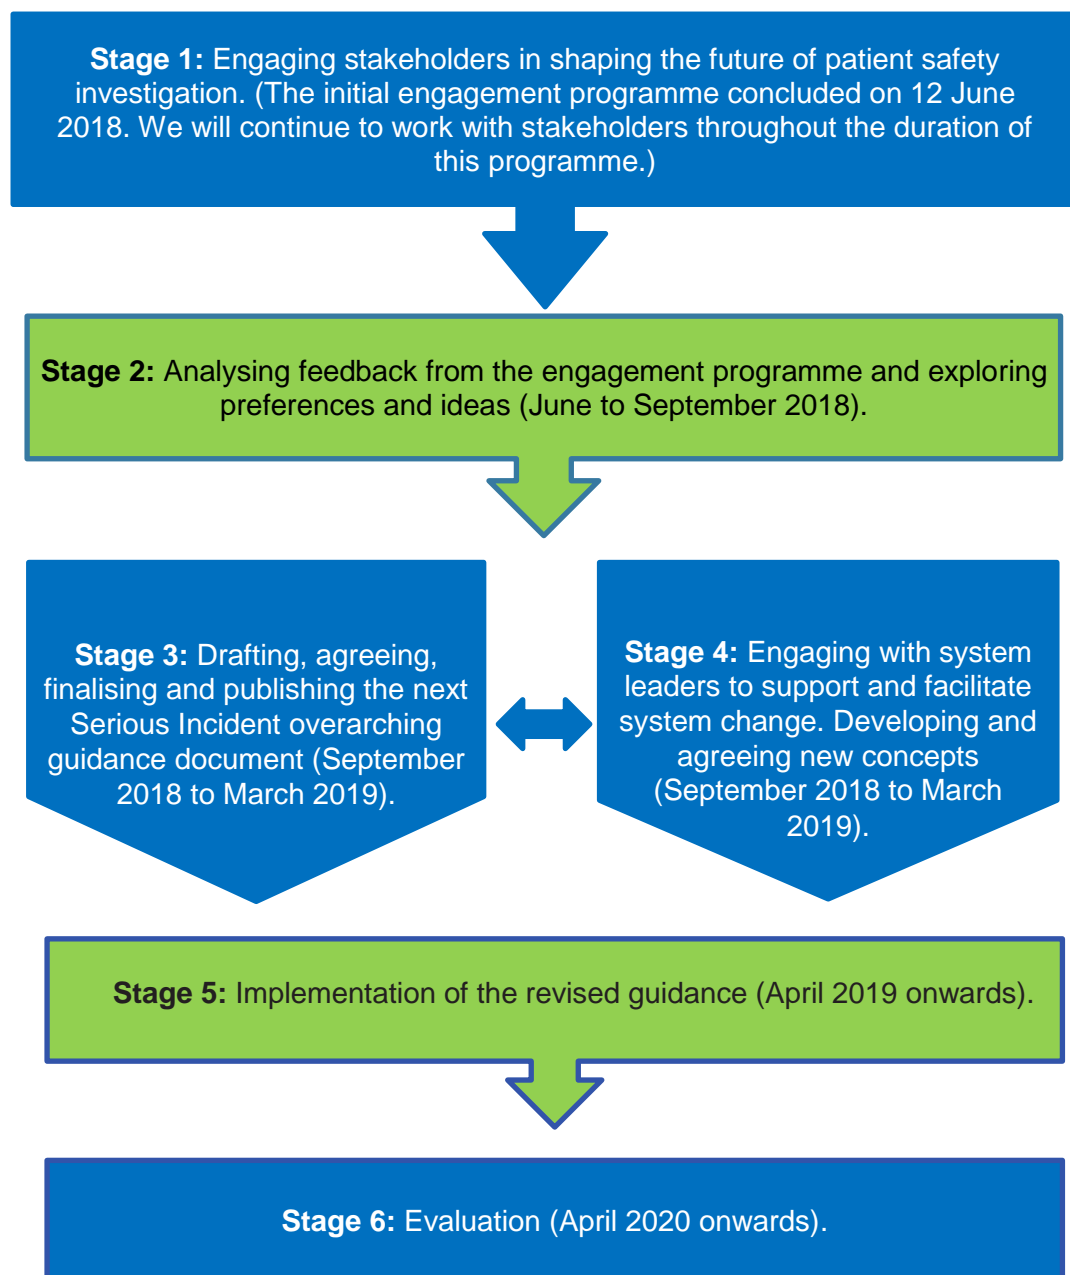 Stage 1: Engaging stakeholders in shaping the future of patient safety
investigation. (The initial engagement programme concluded on 12 June
2018. We will continue to work with stakeholders throughout the duration of
this programme.)
Stage 2: Analysing feedback from the engagement programme and exploring
preferences and ideas (June to September 2018).
Stage 3: Drafting, agreeing,
finalising and publishing the next
Serious Incident overarching
guidance document (September
2018 to March 2019).
Stage 4: Engaging with system
leaders to support and facilitate
system change. Developing and
agreeing new concepts
(September 2018 to March
2019).
Stage 5: Implementation of the revised guidance (April 2019 onwards).
Stage 6: Evaluation (April 2020 onwards).